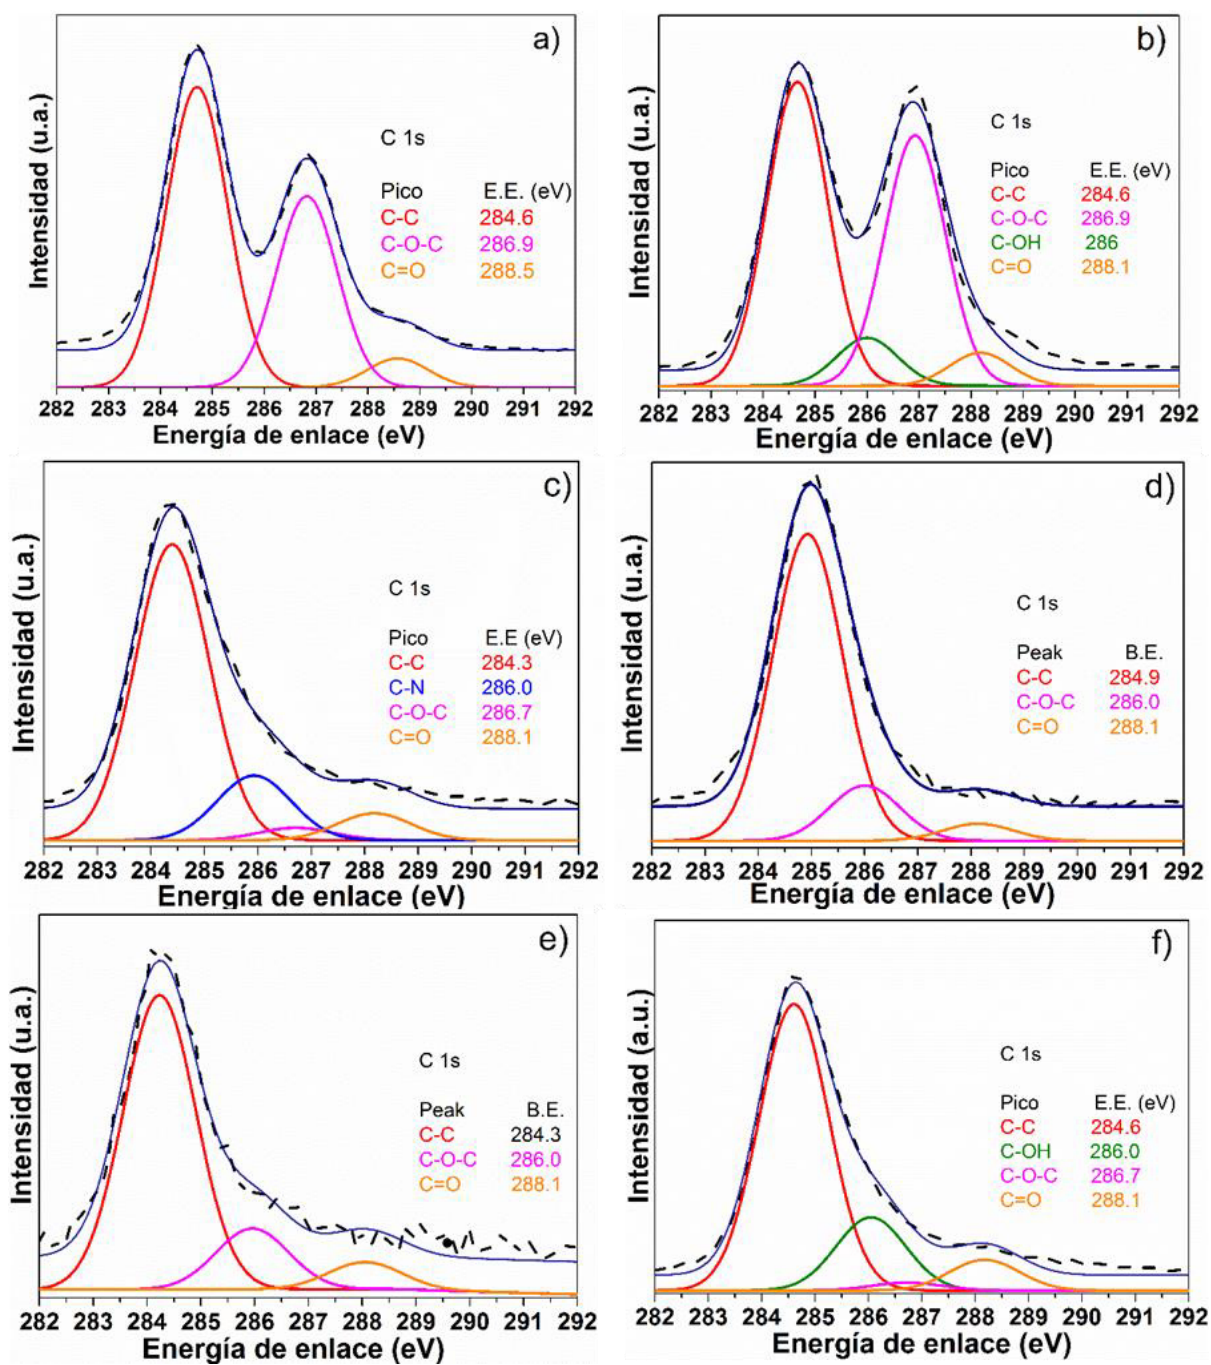 a)
Intensidad (u.a.)
C 1s
Pico E.E. (eV)
C-C 284.6
C-O-C 286.9
C=O 288.5
282 283 284 285 286 287 288 289 290 291 292
Energía de enlace (eV)
b)
Intensidad (u.a.)
C 1s
Pico E.E. (eV)
C-C 284.6
C-O-C 286.9
C-OH 286
C=O 288.1
282 283 284 285 286 287 288 289 290 291 292
Energía de enlace (eV)
c)
Intensidad (u.a.)
C 1s
Pico E.E (eV)
C-C 284.3
C-N 286.0
C-O-C 286.7
C=O 288.1
282 283 284 285 286 287 288 289 290 291 292
Energía de enlace (eV)
d)
Intensidad (u.a.)
C 1s
Peak B.E.
C-C 284.9
C-O-C 286.0
C=O 288.1
282 283 284 285 286 287 288 289 290 291 292
Energía de enlace (eV)
e)
Intensidad (u.a.)
C 1s
Peak B.E.
C-C 284.3
C-O-C 286.0
C=O 288.1
282 283 284 285 286 287 288 289 290 291 292
Energía de enlace (eV)
f)
Intensidad (a.u.)
C 1s
Pico E.E. (eV)
C-C 284.6
C-OH 286.0
C-O-C 286.7
C=O 288.1
282 283 284 285 286 287 288 289 290 291 292
Energía de enlace (eV)